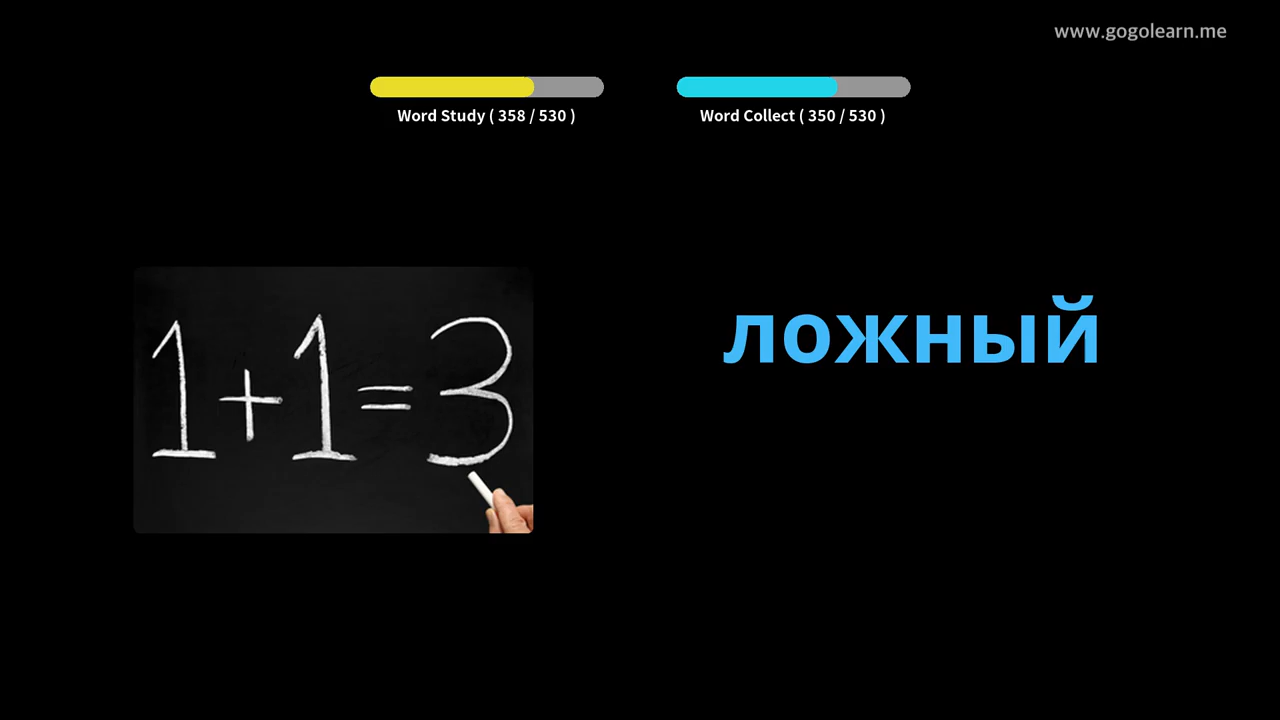 www.gogolearn.me
Word Study ( 358 / 530 )
Word Collect ( 350 / 530 )
ложный
1+1=3